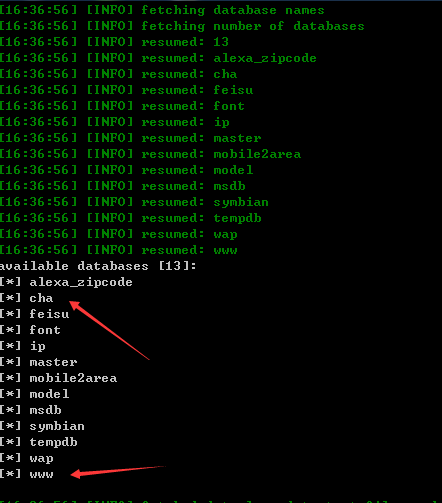 [16:36:56] [INFO] fetching database names
[16:36:56] [INFO] fetching number of databases
[16:36:56] [INFO] resumed: 13
[16:36:56] [INFO] resumed: alexa_zipcode
[16:36:56] [INFO] resumed: cha
[16:36:56] [INFO] resumed: feisu
[16:36:56] [INFO] resumed: font
[16:36:56] [INFO] resumed: ip
[16:36:56] [INFO] resumed: master
[16:36:56] [INFO] resumed: mobile2area
[16:36:56] [INFO] resumed: model
[16:36:56] [INFO] resumed: msdb
[16:36:56] [INFO] resumed: symbian
[16:36:56] [INFO] resumed: tempdb
[16:36:56] [INFO] resumed: wap
[16:36:56] [INFO] resumed: www
available databases [13]:
[*] alexa_zipcode
[*] cha
[*] feisu
[*] font
[*] ip
[*] master
[*] mobile2area
[*] model
[*] msdb
[*] symbian
[*] tempdb
[*] wap
[*] www